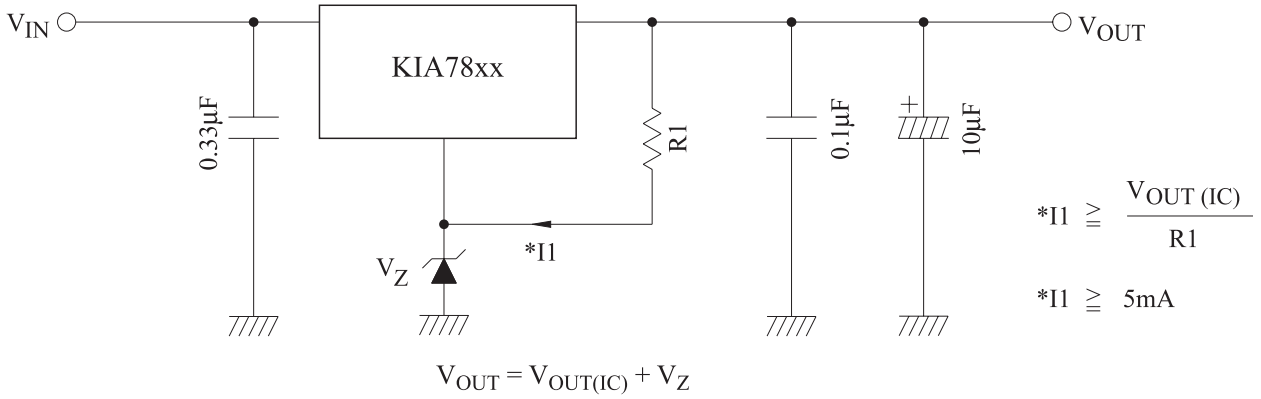 VIN
KIA78xx
VOUT
0.33μF
R1
0.1μF
+
10μF
*I1
VZ
*I1 ≧ VOUT (IC)
R1
*I1 ≧ 5mA
VOUT = VOUT(IC) + VZ